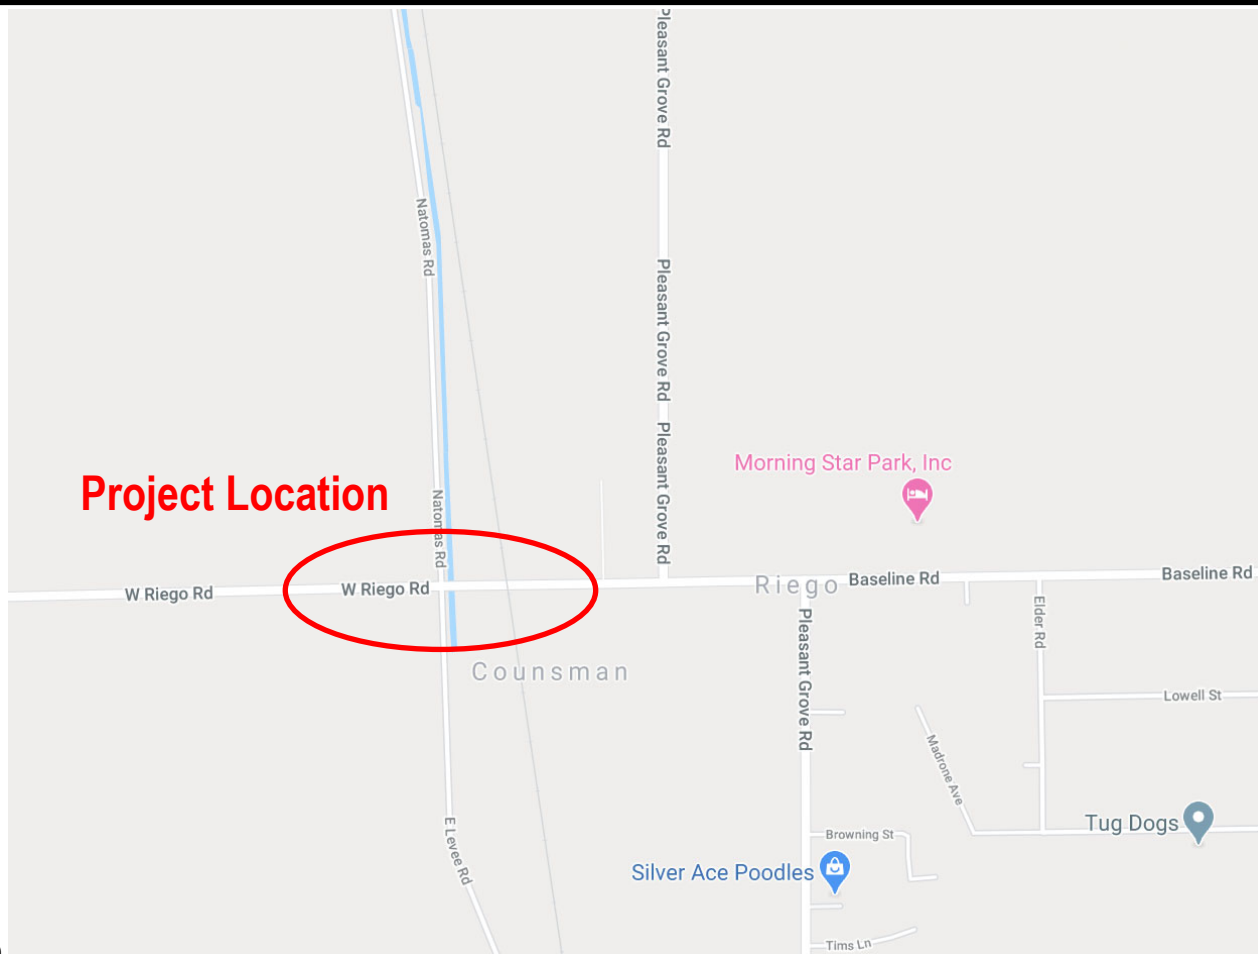 Pleasant Grove Rd
Natomas Rd
Pleasant Grove Rd
Pleasant Grove Rd
Morning Star Park, Inc
Project Location
Natomas Rd
W Riego Rd
W Riego Rd
Riego
Baseline Rd
Baseline Rd
Elder Rd
Pleasant Grove Rd
Counsman
Lowell St
Madrone Ave
E Levee Rd
Browning St
Tug Dogs
Silver Ace Poodles
Tims Ln